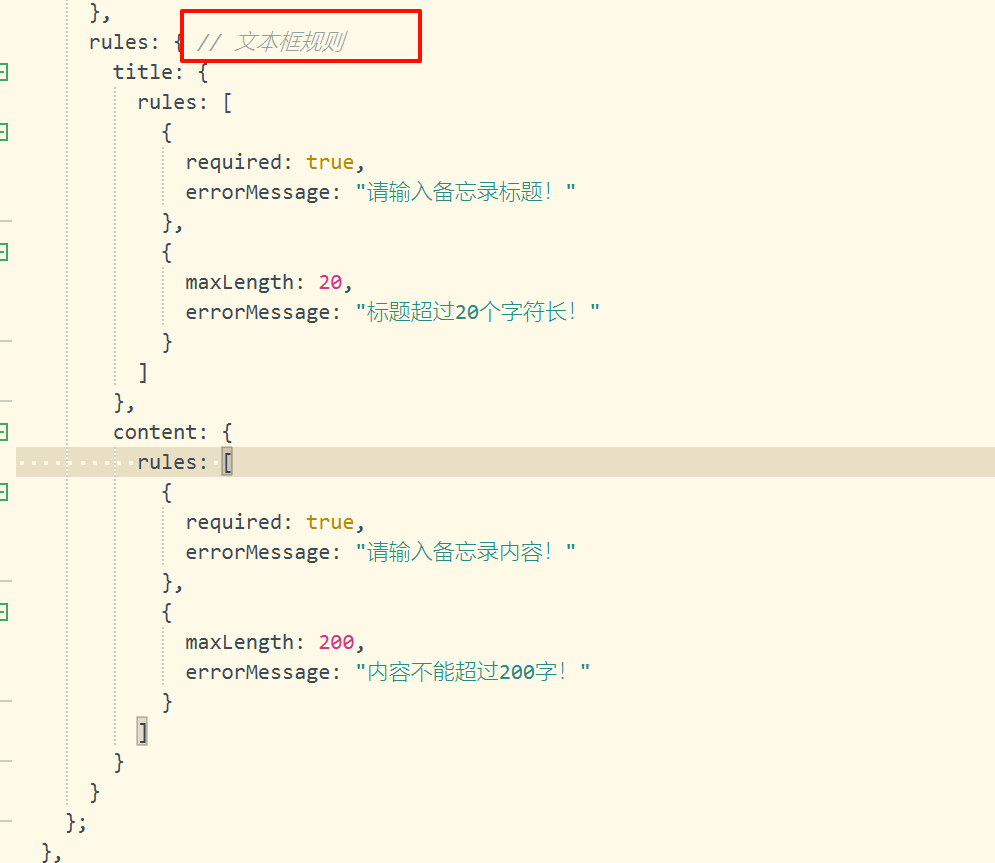 },
rules: { // 文本框规则
title: {
rules: [
{
required: true,
errorMessage: "请输入备忘录标题！"
},
{
maxLength: 20,
errorMessage: "标题超过20个字符长！"
}
]
},
content: {
rules: [
{
required: true,
errorMessage: "请输入备忘录内容！"
},
{
maxLength: 200,
errorMessage: "内容不能超过200字！"
}
]
}
}
};
},